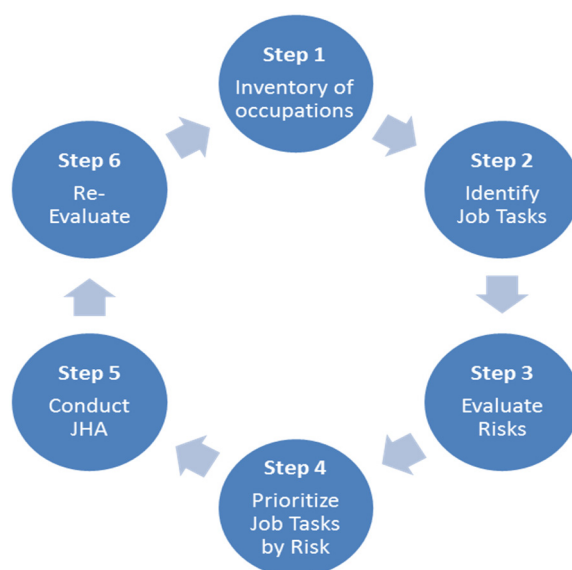 Step 1
Inventory of
occupations
Step 2
Identify
Job Tasks
Step 3
Evaluate
Risks
Step 4
Prioritize
Job Tasks
by Risk
Step 5
Conduct
JHA
Step 6
Re-
Evaluate